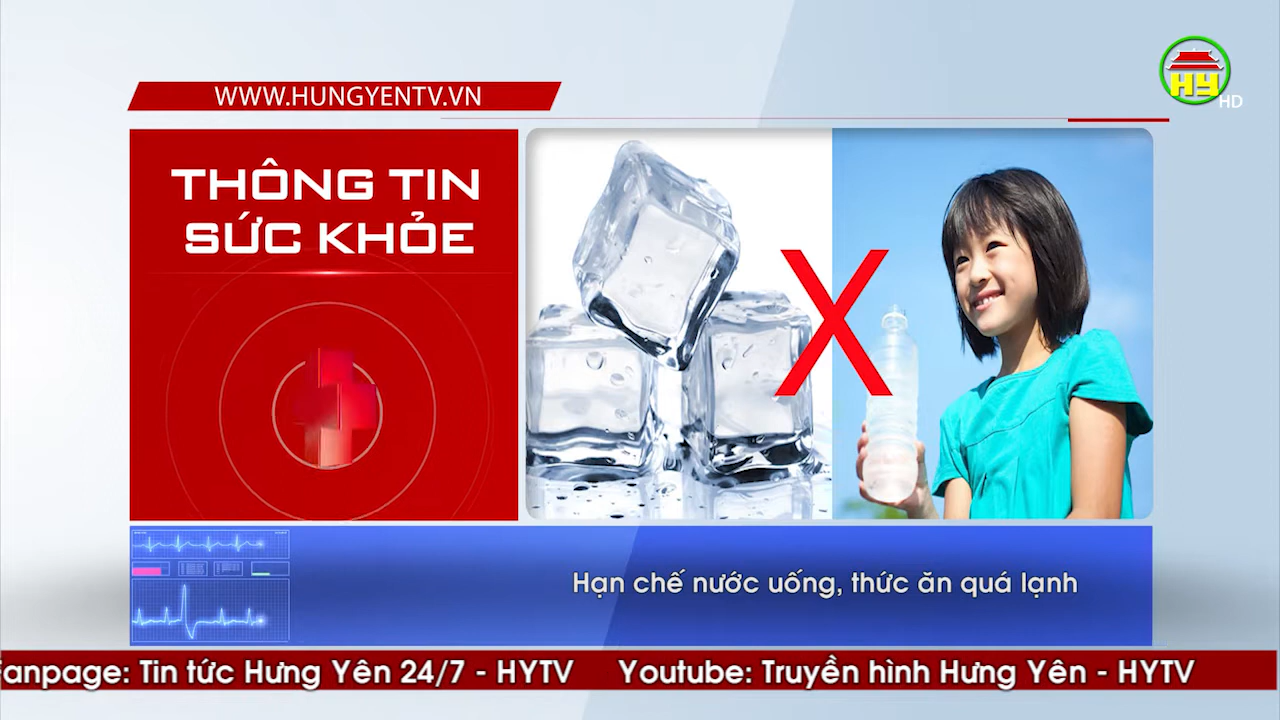 WWW.HUNGYENTV.VN
HY
HD
THÔNG TIN
SỨC KHỎE
X
Hạn chế nước uống, thức ăn quá lạnh
Fanpage: Tin tức Hưng Yên 24/7 - HYTV Youtube: Truyền hình Hưng Yên - HYTV